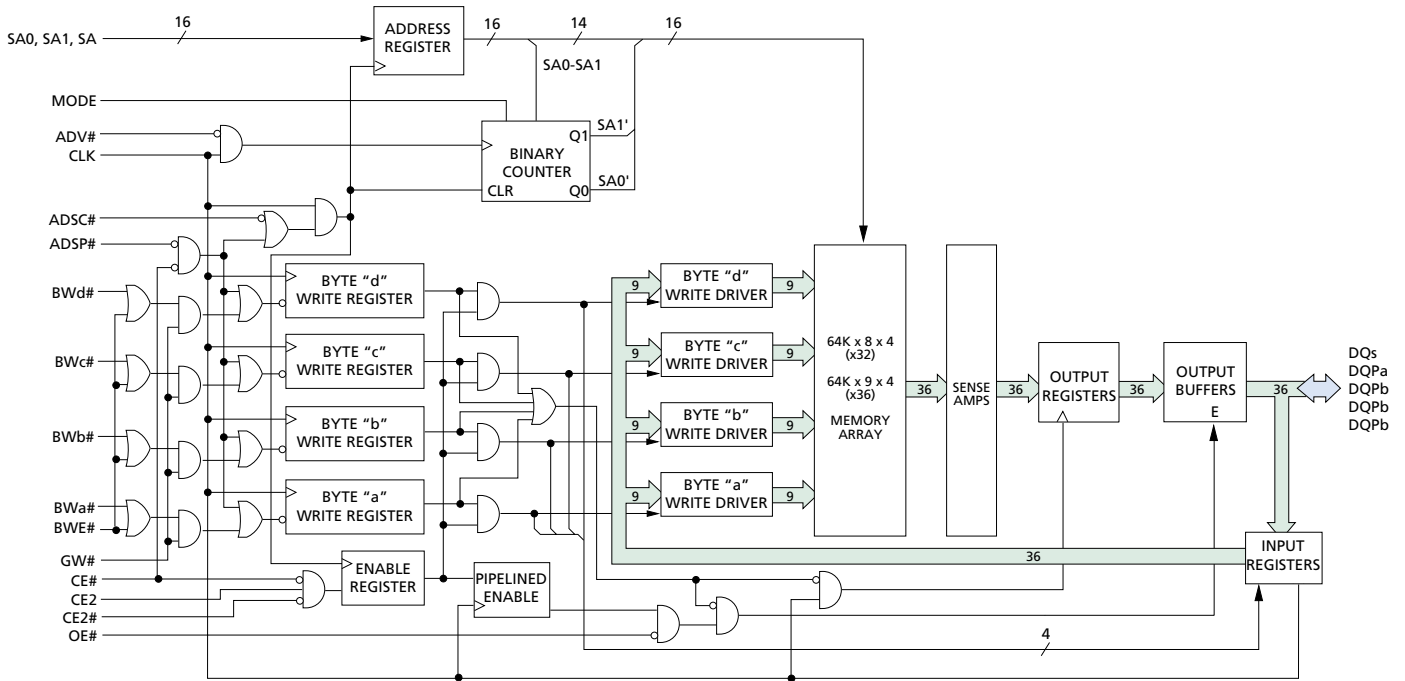 16
SA0, SA1, SA
ADDRESS
REGISTER
16
14
16
SA0-SA1
MODE
ADV#
CLK
BINARY
COUNTER
Q1
SA1'
CLR
Q0
SA0'
ADSC#
ADSP#
BWd#
BYTE “d”
WRITE REGISTER
9
BYTE “d”
WRITE DRIVER
9
BWc#
BYTE “c”
WRITE REGISTER
9
BYTE “c”
WRITE DRIVER
9
BWb#
BYTE “b”
WRITE REGISTER
9
BYTE “b”
WRITE DRIVER
9
BWa#
BWE#
BYTE “a”
WRITE REGISTER
9
BYTE “a”
WRITE DRIVER
9
64K x 8 x 4
(x32)
64K x 9 x 4
(x36)
MEMORY
ARRAY
36
SENSE
AMPS
36
OUTPUT
REGISTERS
36
OUTPUT
BUFFERS
E
36
DQs
DQPa
DQPb
DQPb
DQPb
GW#
CE#
CE2
CE2#
OE#
ENABLE
REGISTER
PIPELINED
ENABLE
36
INPUT
REGISTERS
4